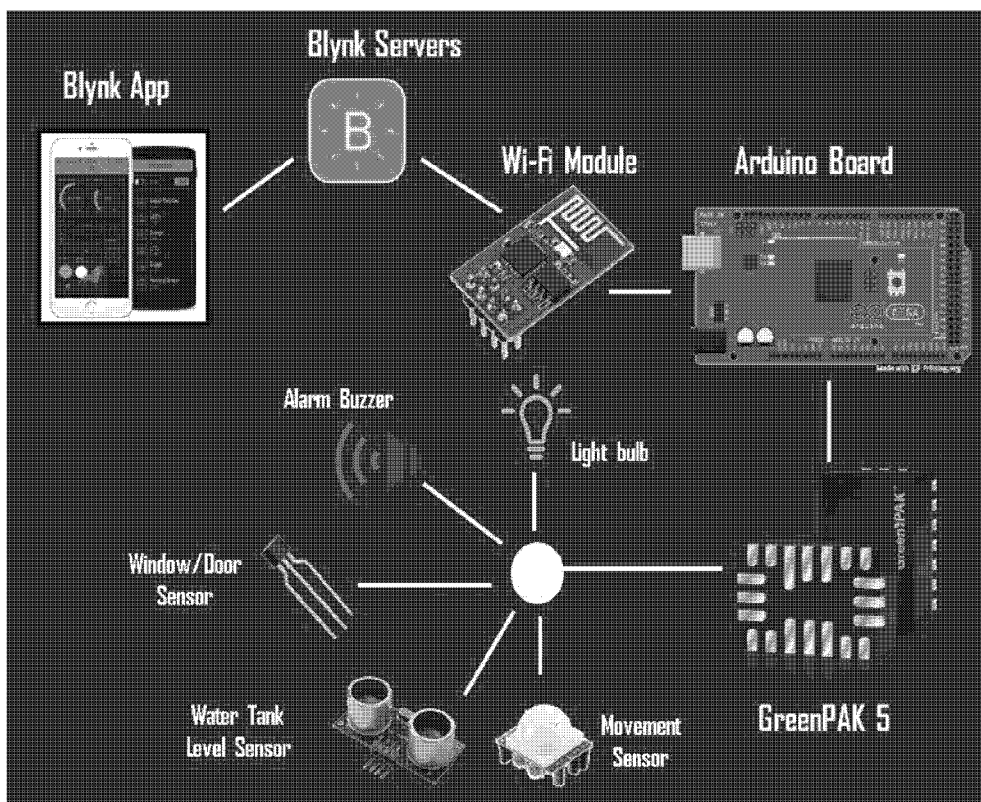 Blynk Servers
Blynk App
B
Wi-Fi Module
Arduino Board
Alarm Buzzer
Light bulb
Window/Door
Sensor
greenPAK
Water Tank
Level Sensor
Movement
Sensor
GreenPAK 5